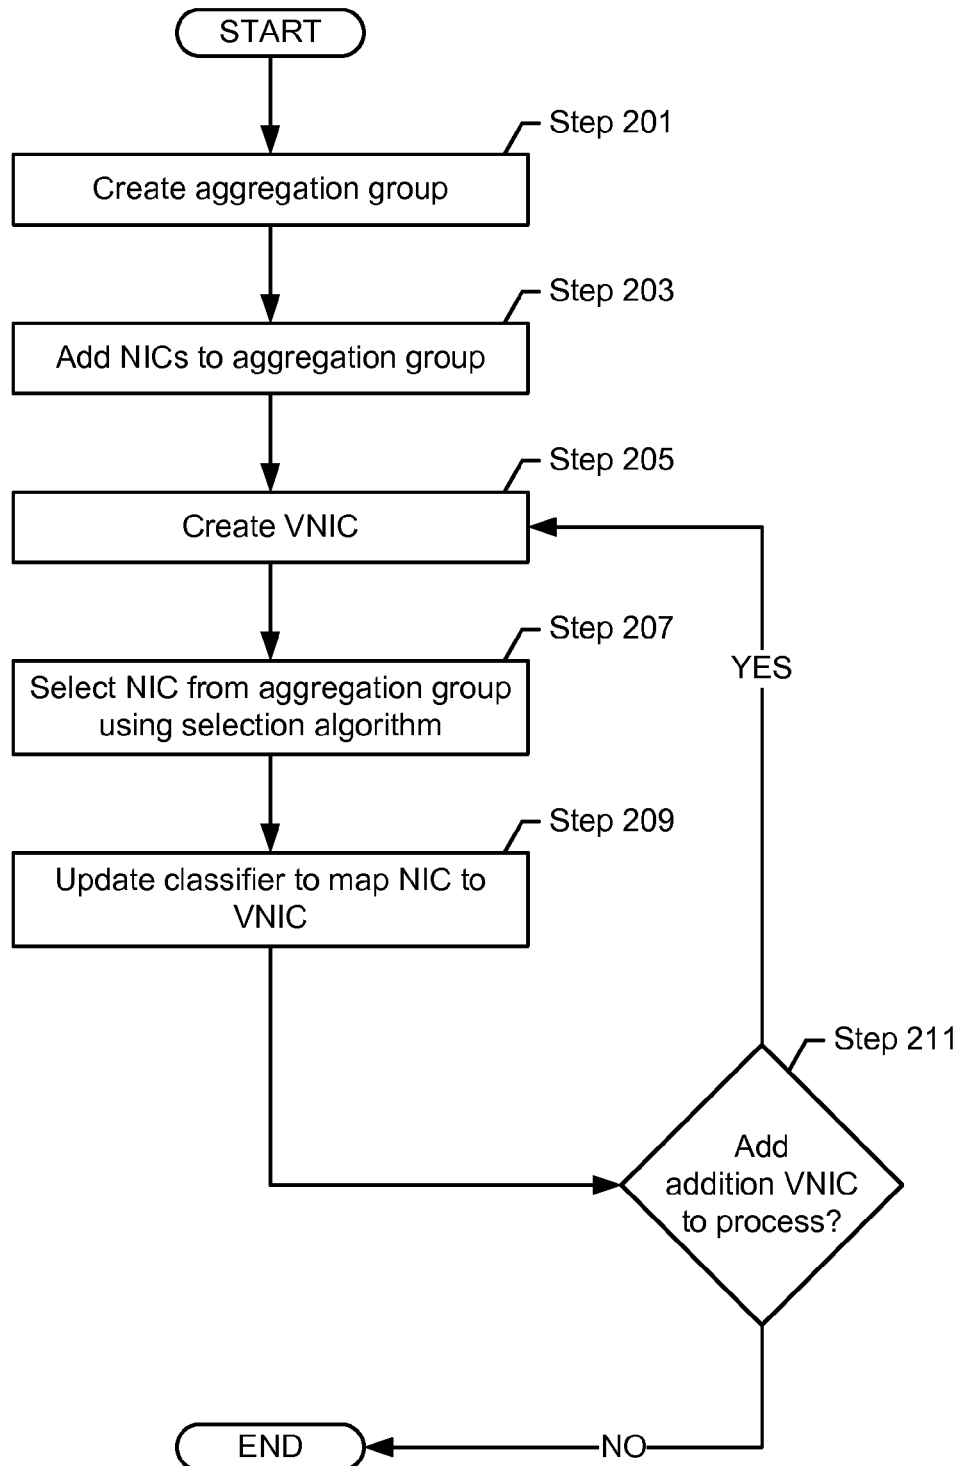 START
Step 201
Create aggregation group
Step 203
Add NICs to aggregation group
Step 205
Create VNIC
Step 207
Select NIC from aggregation group
using selection algorithm
YES
Step 209
Update classifier to map NIC to
VNIC
Step 211
Add
addition VNIC
to process?
END
NO